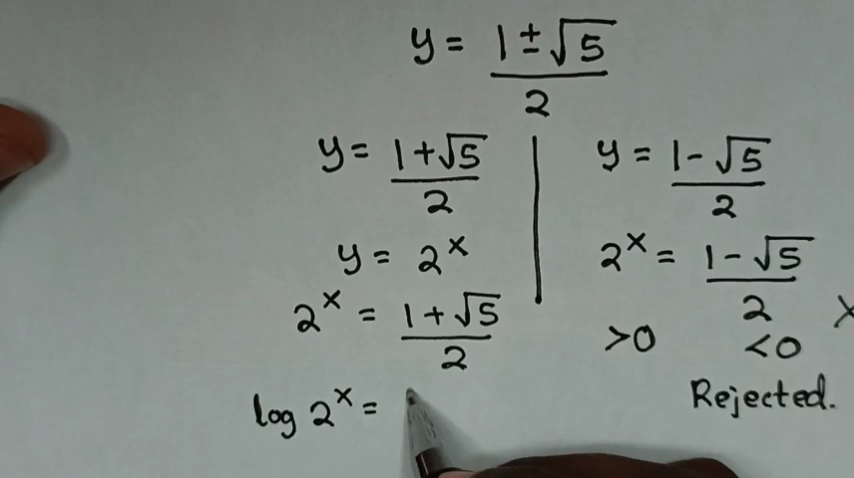 y = (1 ± √5)/2
y = (1 + √5)/2
y = 2^x
2^x = (1 + √5)/2
log 2^x =
y = (1 - √5)/2
2^x = (1 - √5)/2 ×
>0 <0
Rejected.